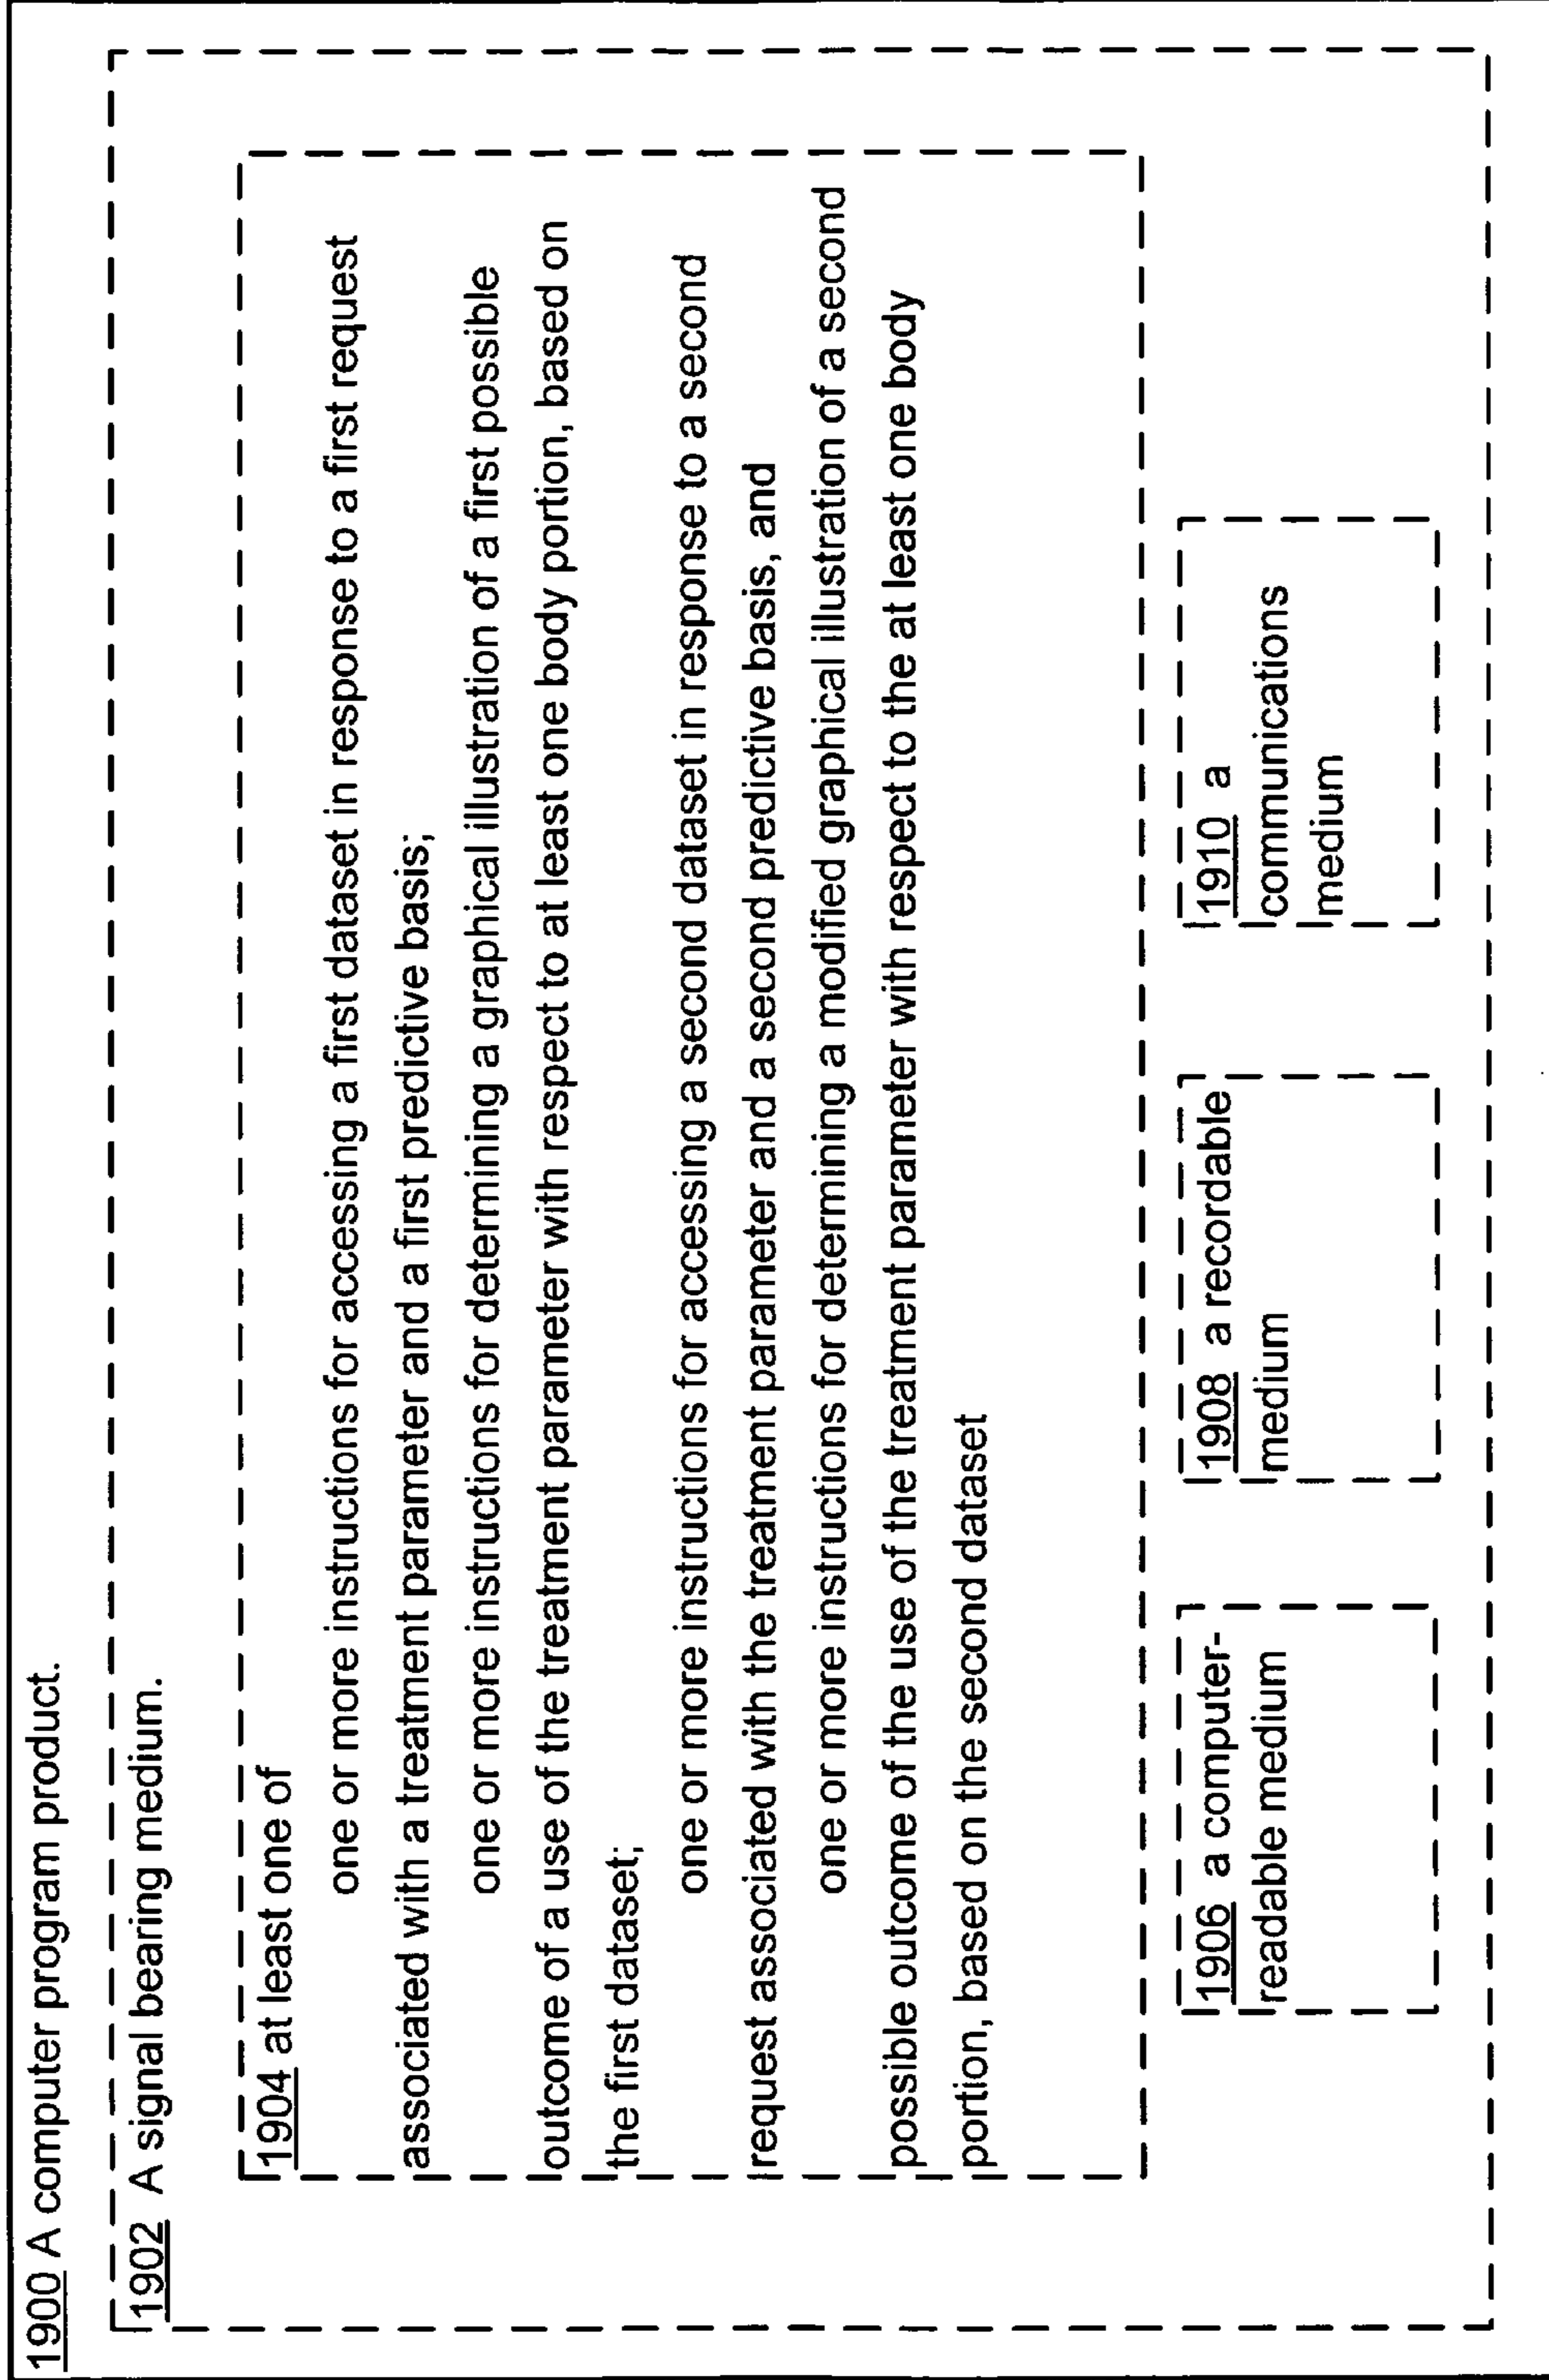 1900 A computer program product.
1902 A signal bearing medium.
1904 at least one of
one or more instructions for accessing a first dataset in response to a first request
associated with a treatment parameter and a first predictive basis;
one or more instructions for determining a graphical illustration of a first possible
outcome of a use of the treatment parameter with respect to at least one body portion, based on
the first dataset;
one or more instructions for accessing a second dataset in response to a second
request associated with the treatment parameter and a second predictive basis, and
one or more instructions for determining a modified graphical illustration of a second
possible outcome of the use of the treatment parameter with respect to the at least one body
portion, based on the second dataset
1906 a computer-
readable medium
1908 a recordable
medium
1910 a
communications
medium